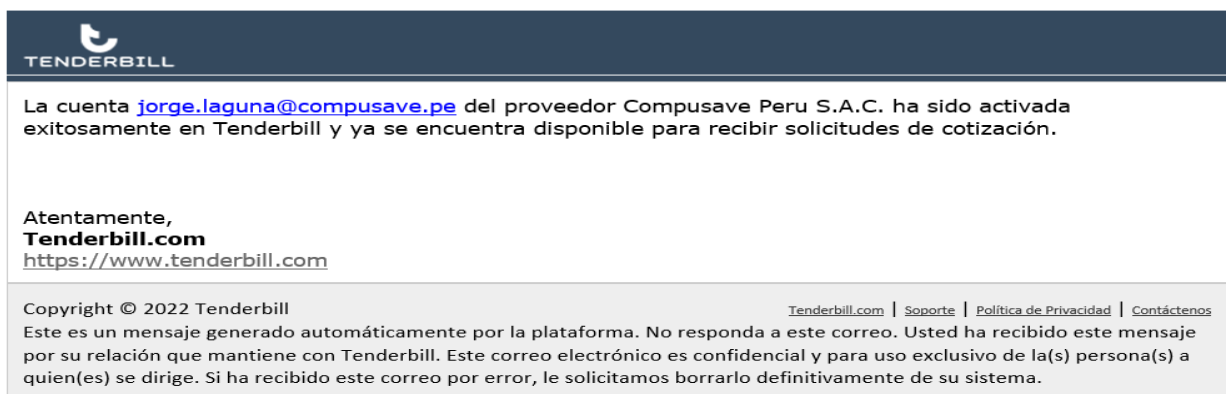 TENDERBILL
La cuenta jorge.laguna@compusave.pe del proveedor Compusave Peru S.A.C. ha sido activada
exitosamente en Tenderbill y ya se encuentra disponible para recibir solicitudes de cotización.
Atentamente,
Tenderbill.com
https://www.tenderbill.com
Copyright © 2022 Tenderbill Tenderbill.com | Soporte | Política de Privacidad | Contáctenos
Este es un mensaje generado automáticamente por la plataforma. No responda a este correo. Usted ha recibido este mensaje
por su relación que mantiene con Tenderbill. Este correo electrónico es confidencial y para uso exclusivo de la(s) persona(s) a
quien(es) se dirige. Si ha recibido este correo por error, le solicitamos borrarlo definitivamente de su sistema.